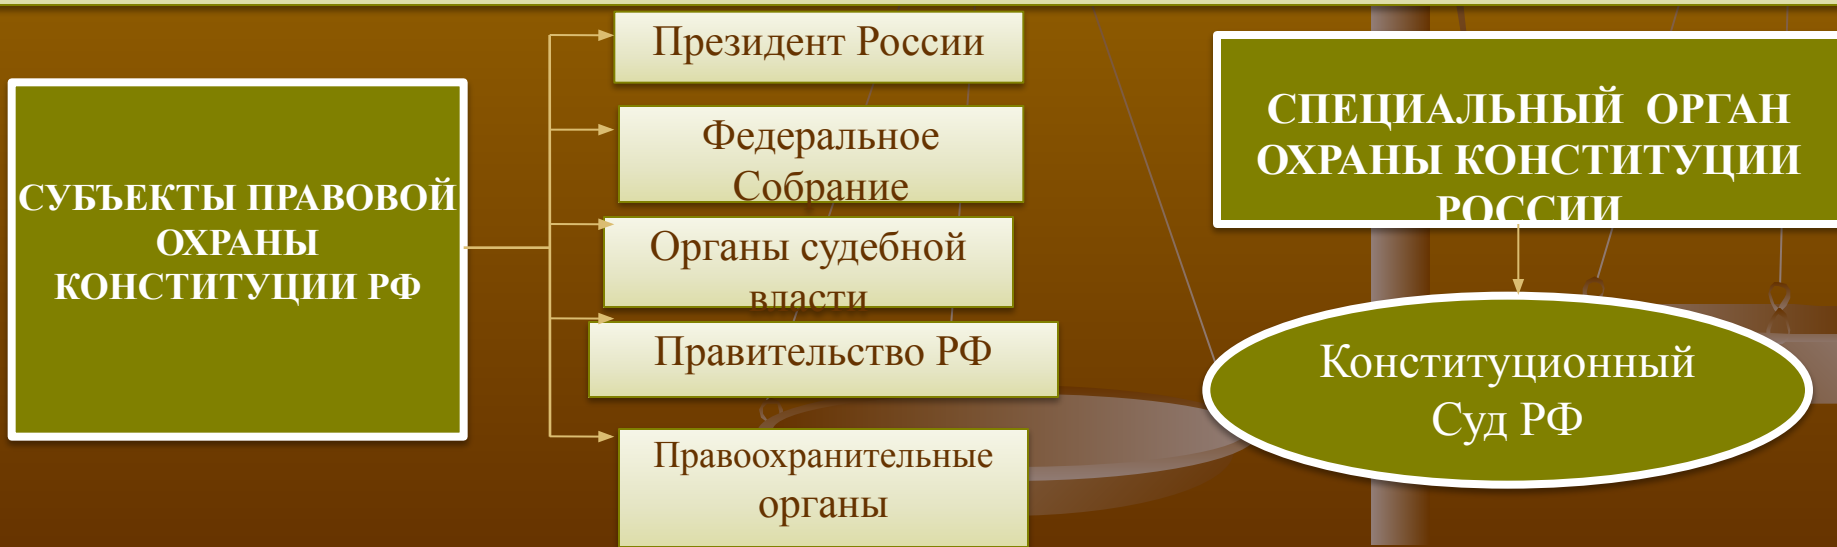 СУБЪЕКТЫ ПРАВОВОЙ
ОХРАНЫ
КОНСТИТУЦИИ РФ
Президент России
Федеральное
Собрание
Органы судебной
власти
Правительство РФ
Правоохранительные
органы
СПЕЦИАЛЬНЫЙ ОРГАН
ОХРАНЫ КОНСТИТУЦИИ
РОССИИ
Конституционный
Суд РФ